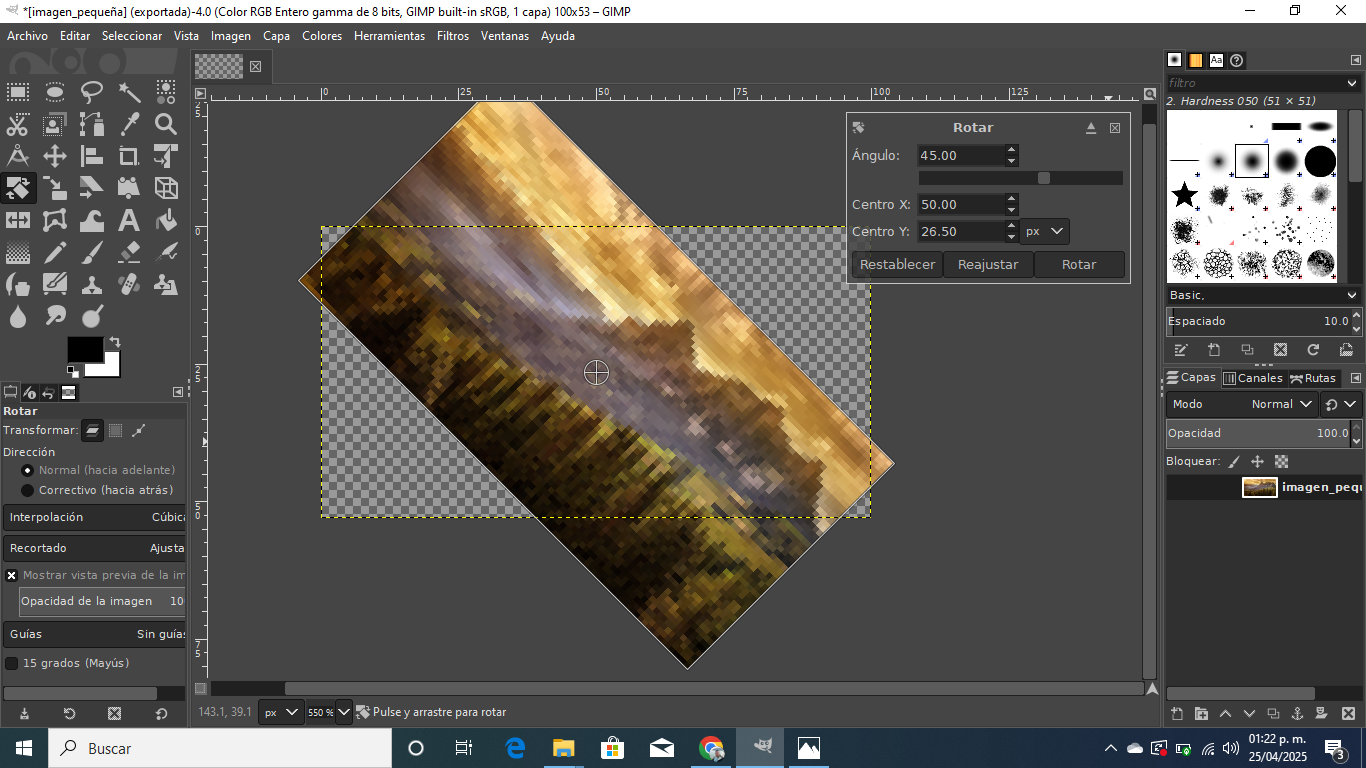 *[imagen_pequeña] (exportada)-4.0 (Color RGB Entero gamma de 8 bits, GIMP built-in sRGB, 1 capa) 100x53 – GIMP
Archivo Editar Seleccionar Vista Imagen Capa Colores Herramientas Filtros Ventanas Ayuda
0 25 50 75 100 125
25
0
25
50
75
Rotar
Ángulo: 45.00
Centro X: 50.00
Centro Y: 26.50 px
Restablecer Reajustar Rotar
filtro
2. Hardness 050 (51 × 51)
Basic,
Espaciado 10.0
Capas Canales Rutas
Modo Normal
Opacidad 100.0
Bloquear:
imagen_pequ
Rotar
Transformar:
Dirección
Normal (hacia adelante)
Correctivo (hacia atrás)
Interpolación Cúbica
Recortado Ajusta
Mostrar vista previa de la im
Opacidad de la imagen 10
Guías Sin guías
15 grados (Mayús)
143.1, 39.1 px 550 % Pulse y arrastre para rotar
Buscar
01:22 p. m.
25/04/2025
3